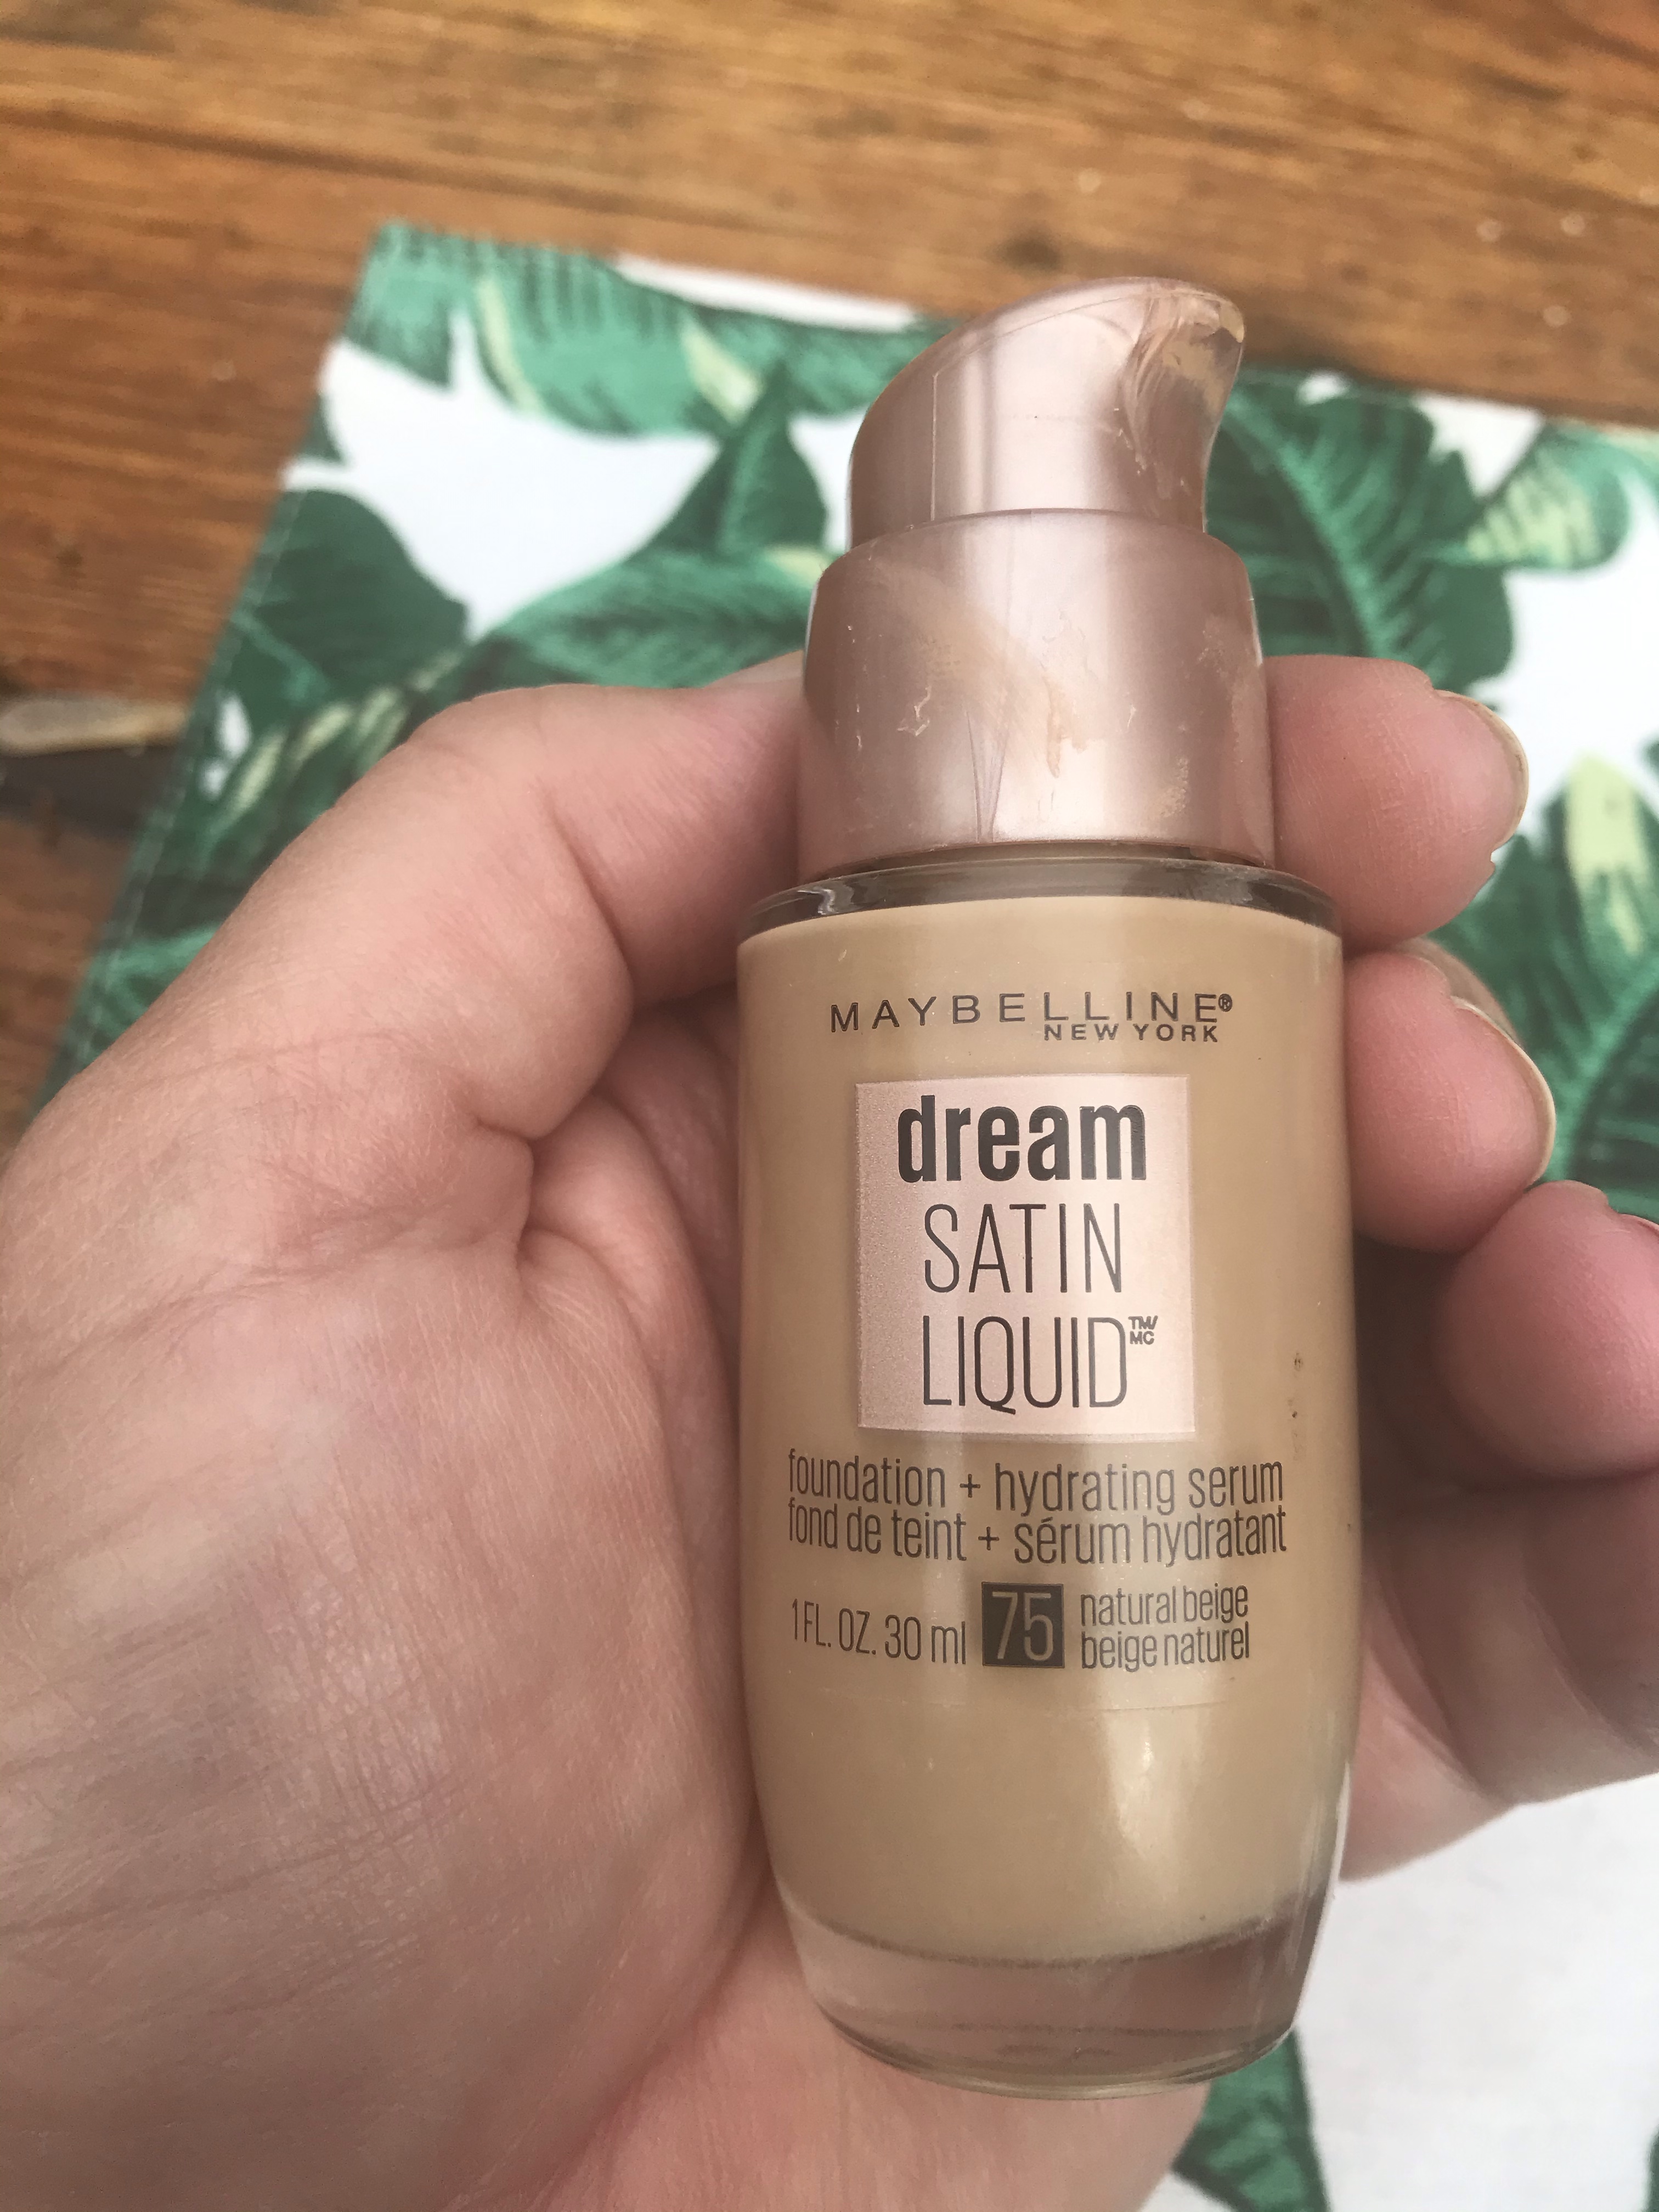 MAYBELLINE®
NEW YORK
dream
SATIN
LIQUID™/MC
foundation + hydrating serum
fond de teint + sérum hydratant
1 FL. OZ. 30 ml 75 natural beige
beige naturel